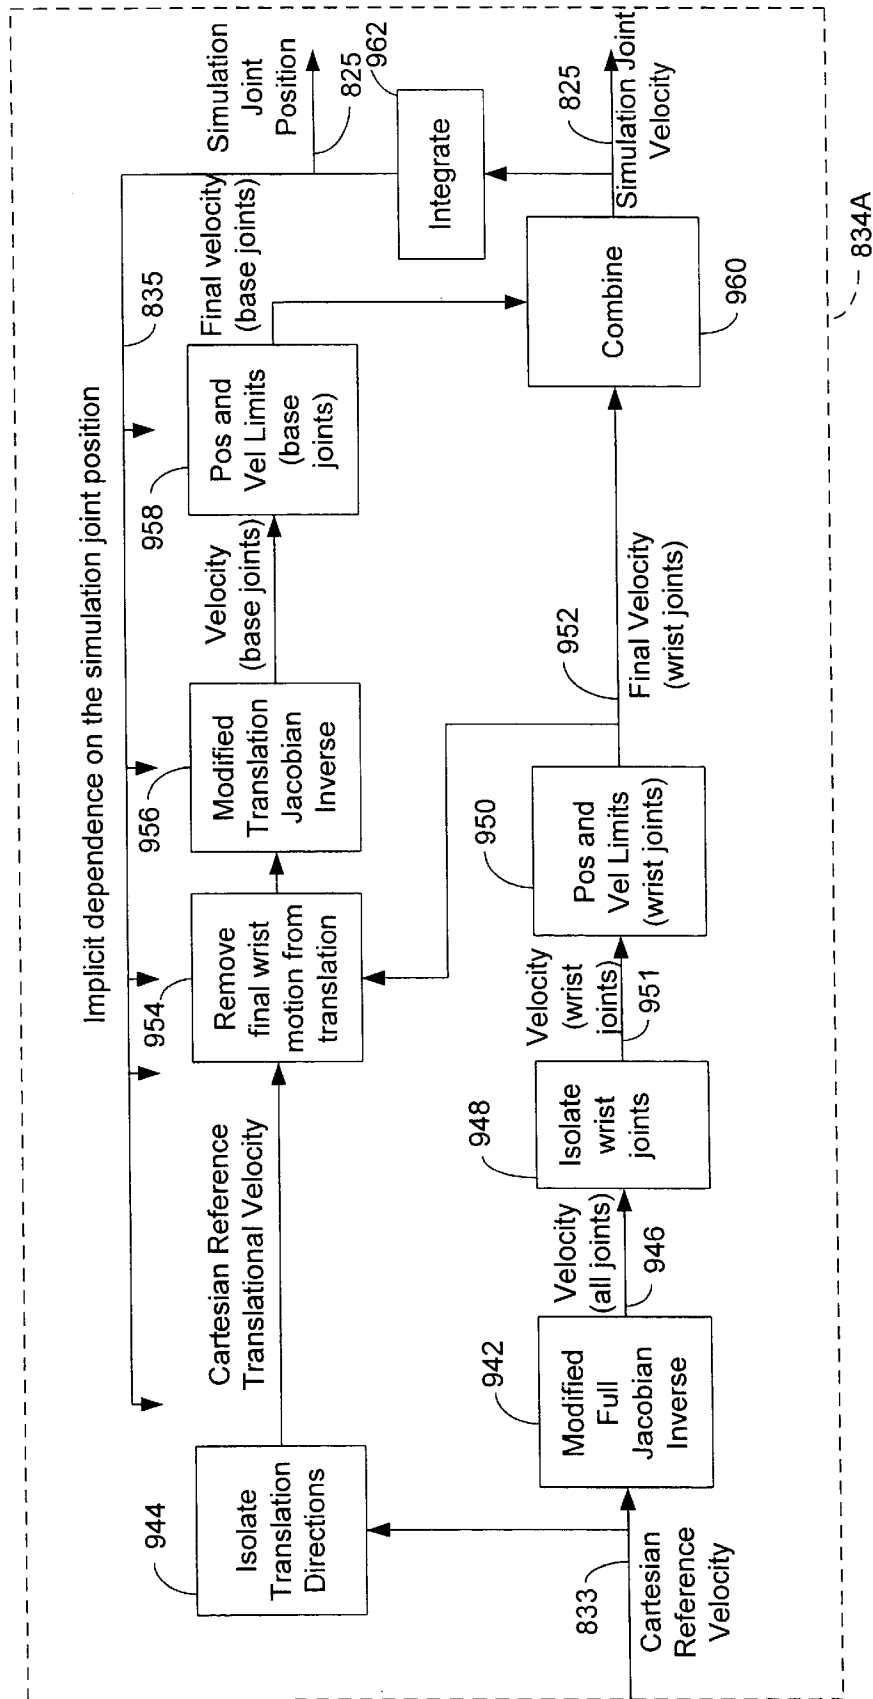 Implicit dependence on the simulation joint position
835
944
Isolate
Translation
Directions
Cartesian Reference
Translational Velocity
954
Remove
final wrist
motion from
translation
956
Modified
Translation
Jacobian
Inverse
Velocity
(base joints)
958
Pos and
Vel Limits
(base
joints)
Final velocity
(base joints)
Simulation
Joint
Position
825
962
Integrate
833
Cartesian
Reference
Velocity
942
Modified
Full
Jacobian
Inverse
Velocity
(all joints)
946
948
Isolate
wrist
joints
Velocity
(wrist
joints)
951
950
Pos and
Vel Limits
(wrist joints)
952
Final Velocity
(wrist joints)
Combine
960
825
Simulation Joint
Velocity
834A